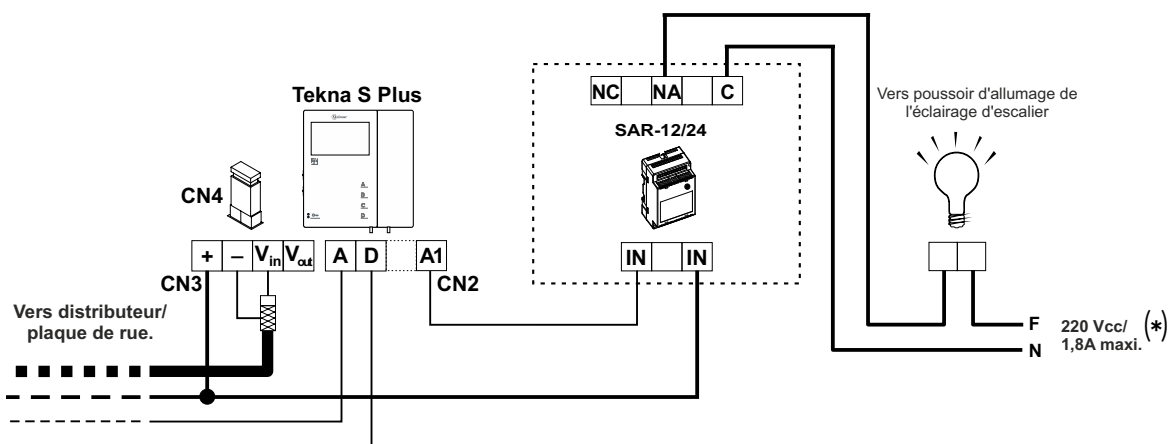 NC NA C
Tekna S Plus
SAR-12/24
Vers poussoir d'allumage de
l'éclairage d'escalier
A
B
C
D
CN4
+ – Vin Vout A D A1
IN IN
CN3
CN2
Vers distributeur/
plaque de rue.
F
N
220 Vcc/
1,8A maxi.
(*)